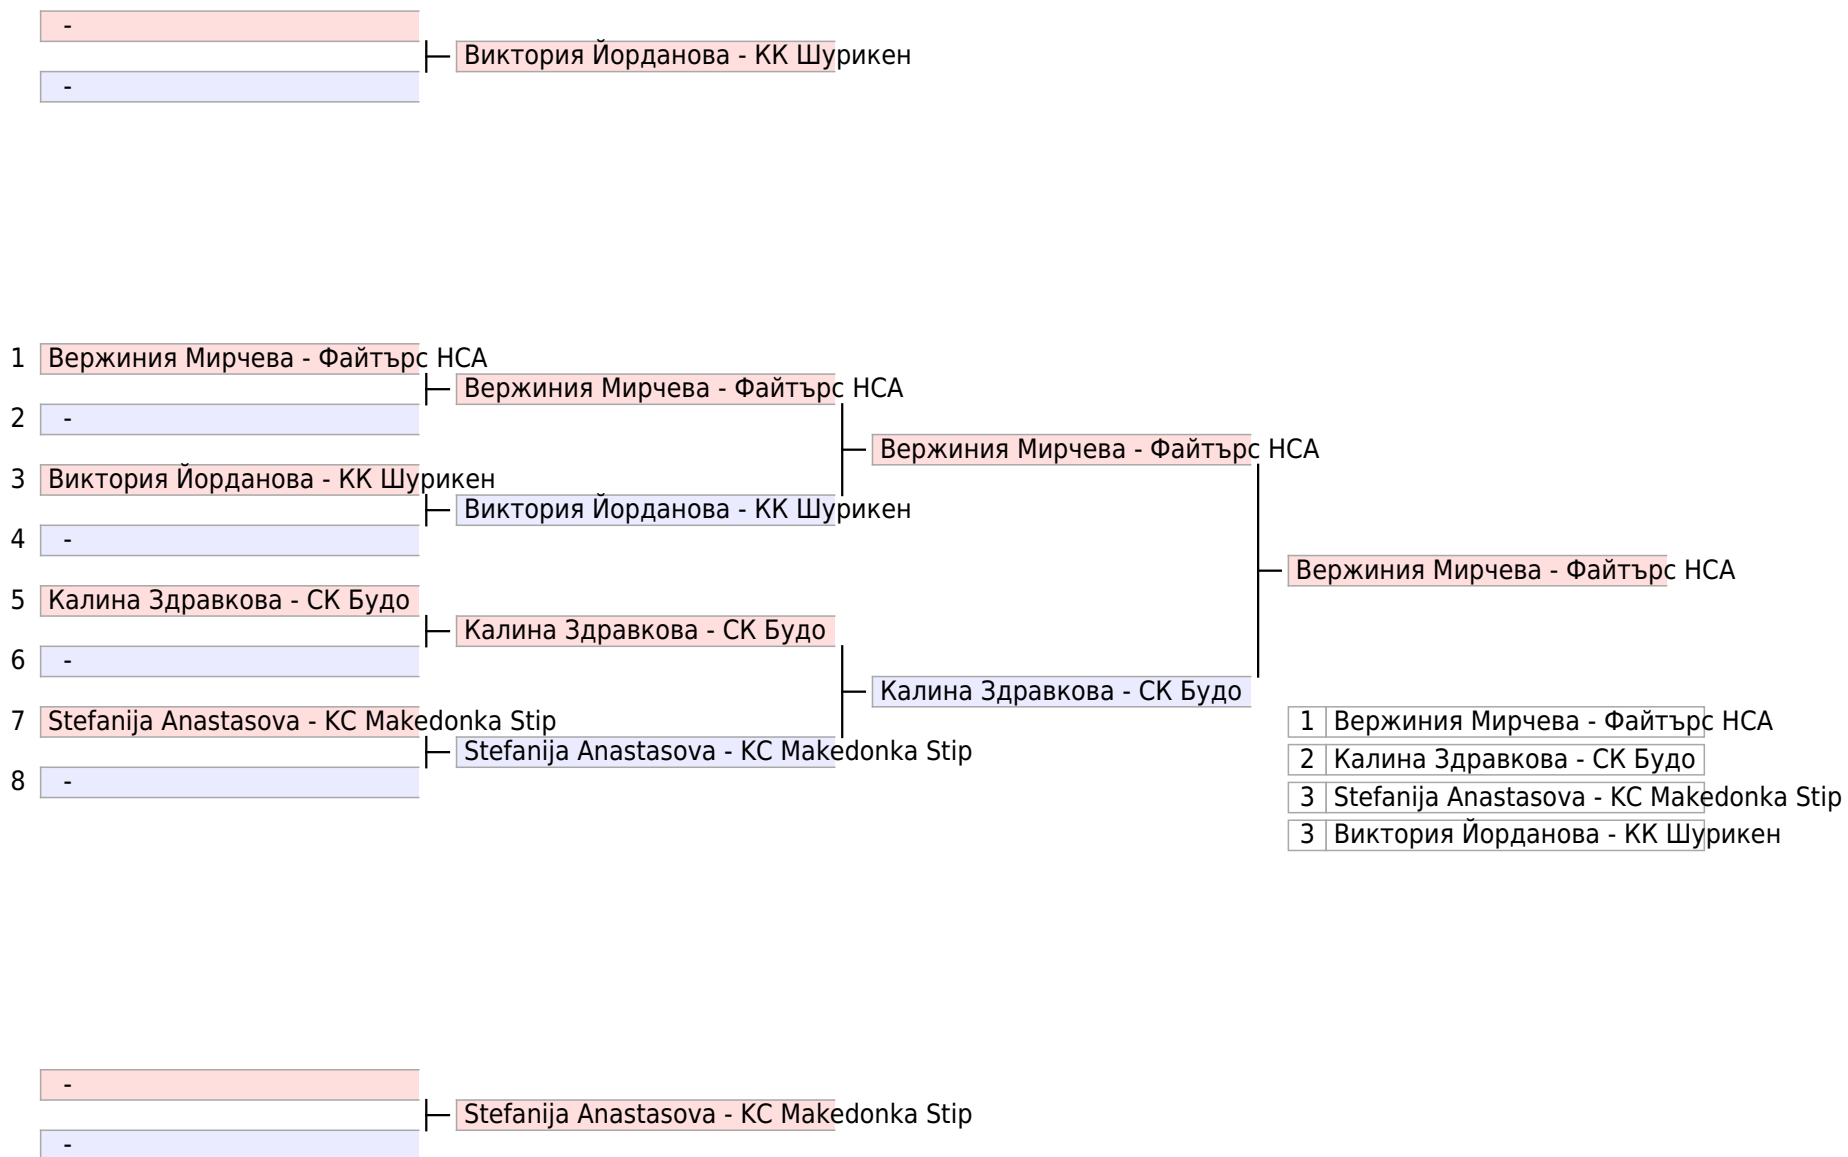 -
Виктория Йорданова - КК Шурикен
-
1 Вержиния Мирчева - Файтърс НСА
Вержиния Мирчева - Файтърс НСА
2 -
Вержиния Мирчева - Файтърс НСА
3 Виктория Йорданова - КК Шурикен
Виктория Йорданова - КК Шурикен
4 -
Вержиния Мирчева - Файтърс НСА
5 Калина Здравкова - СК Будо
Калина Здравкова - СК Будо
6 -
Калина Здравкова - СК Будо
7 Stefanija Anastasova - KC Makedonka Stip
Stefanija Anastasova - KC Makedonka Stip
8 -
1 Вержиния Мирчева - Файтърс НСА
2 Калина Здравкова - СК Будо
3 Stefanija Anastasova - KC Makedonka Stip
3 Виктория Йорданова - КК Шурикен
-
Stefanija Anastasova - KC Makedonka Stip
-